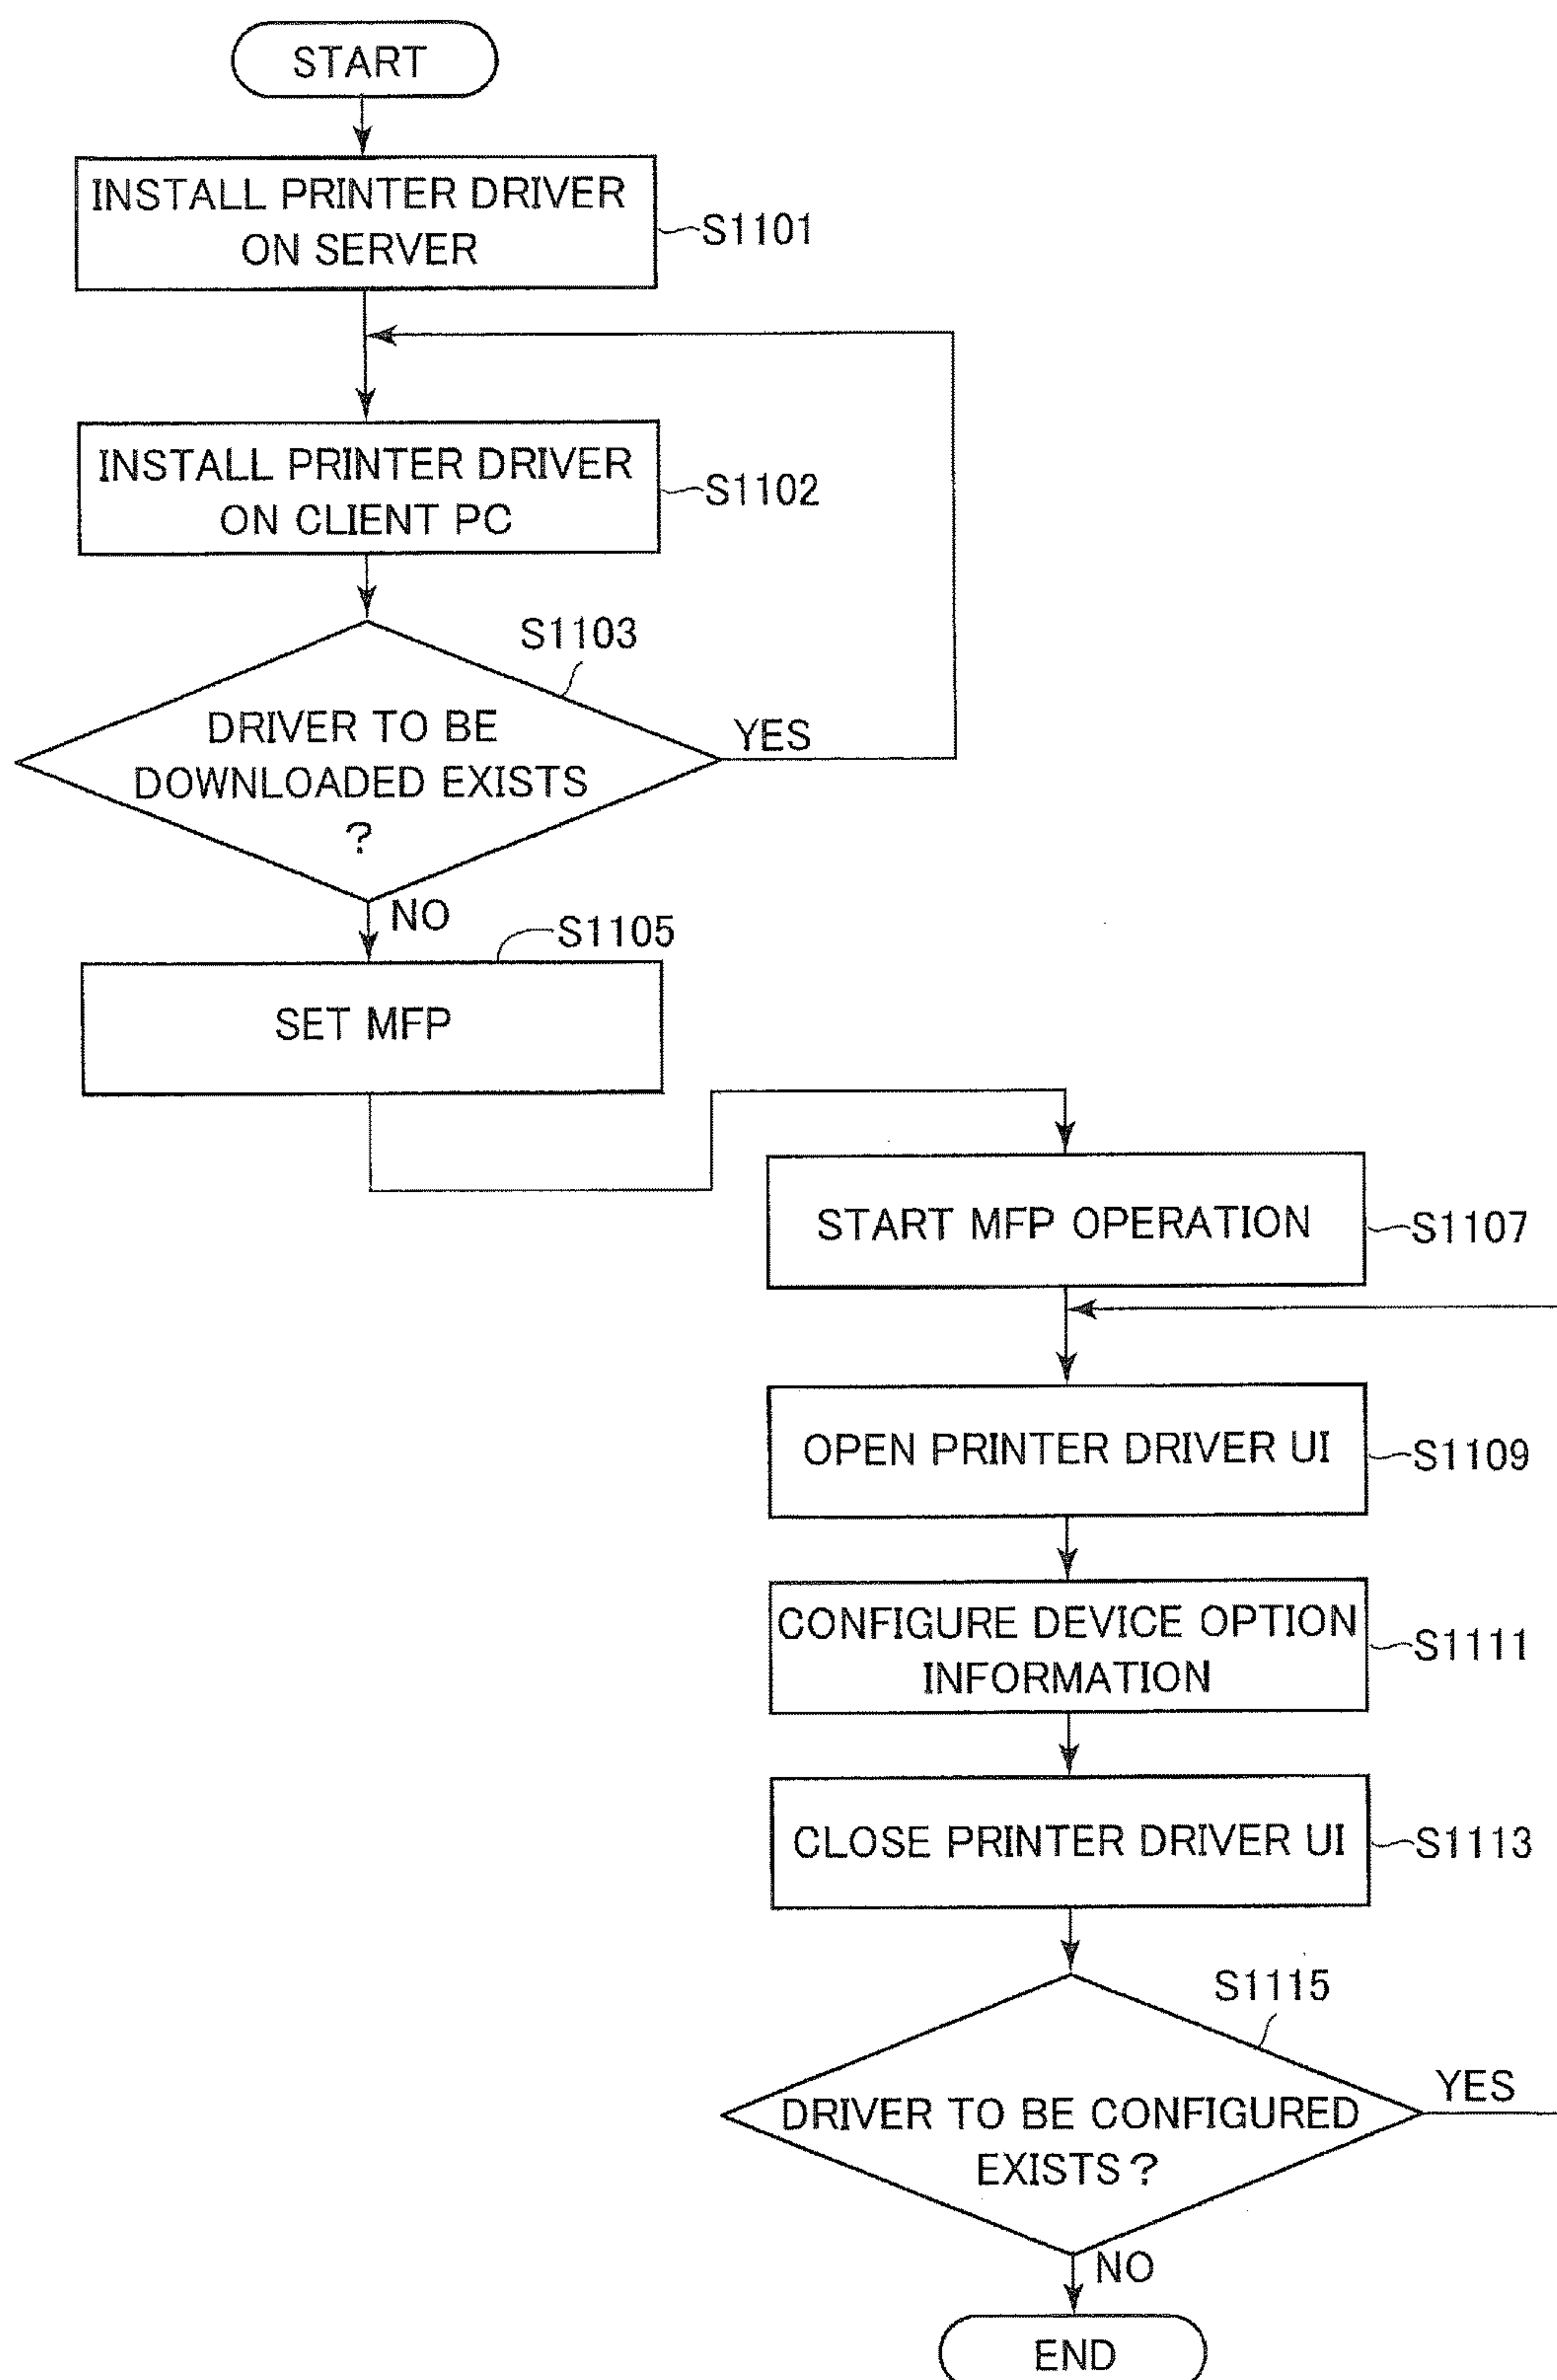 START
INSTALL PRINTER DRIVER
ON SERVER
S1101
INSTALL PRINTER DRIVER
ON CLIENT PC
S1102
S1103
DRIVER TO BE
DOWNLOADED EXISTS
?
YES
NO
S1105
SET MFP
START MFP OPERATION
S1107
OPEN PRINTER DRIVER UI
S1109
CONFIGURE DEVICE OPTION
INFORMATION
S1111
CLOSE PRINTER DRIVER UI
S1113
S1115
DRIVER TO BE CONFIGURED
EXISTS?
YES
NO
END